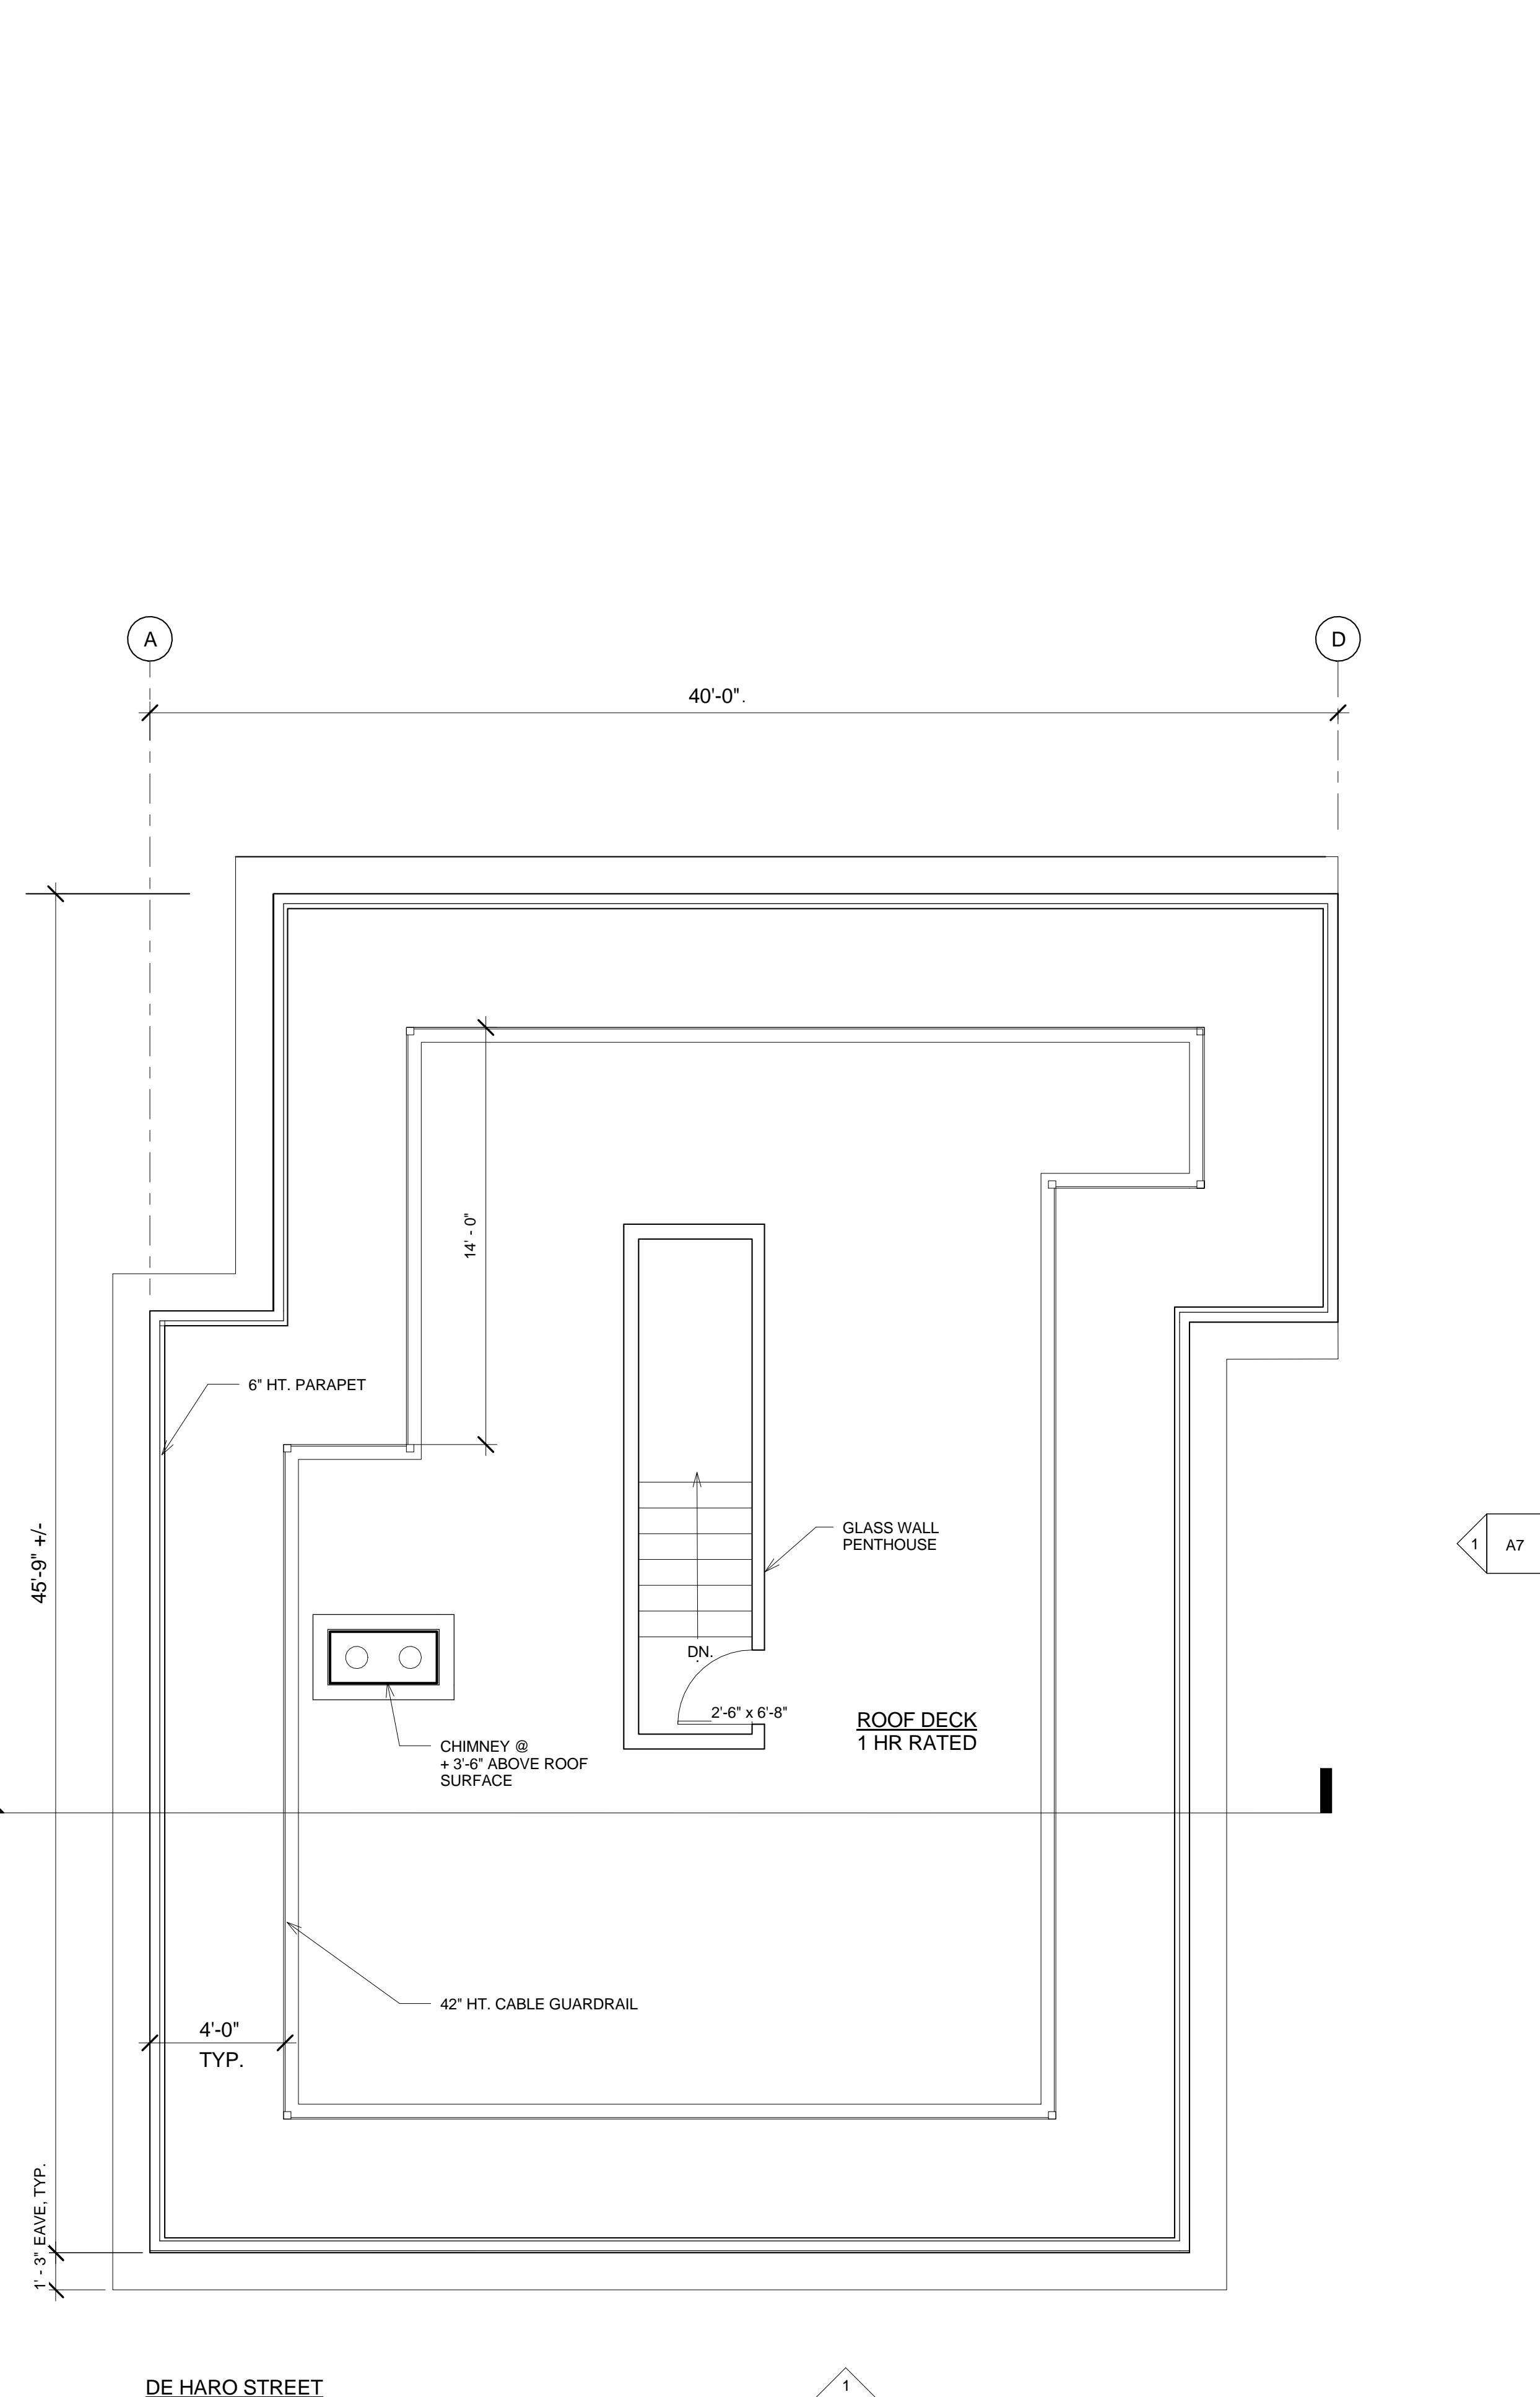 A
D
40'-0".
14' - 0"
6" HT. PARAPET
45'-9" +/-
GLASS WALL
PENTHOUSE
1
A7
DN.
2'-6" x 6'-8"
ROOF DECK
1 HR RATED
CHIMNEY @
+ 3'-6" ABOVE ROOF
SURFACE
42" HT. CABLE GUARDRAIL
4'-0"
TYP.
1' - 3" EAVE, TYP.
DE HARO STREET
1